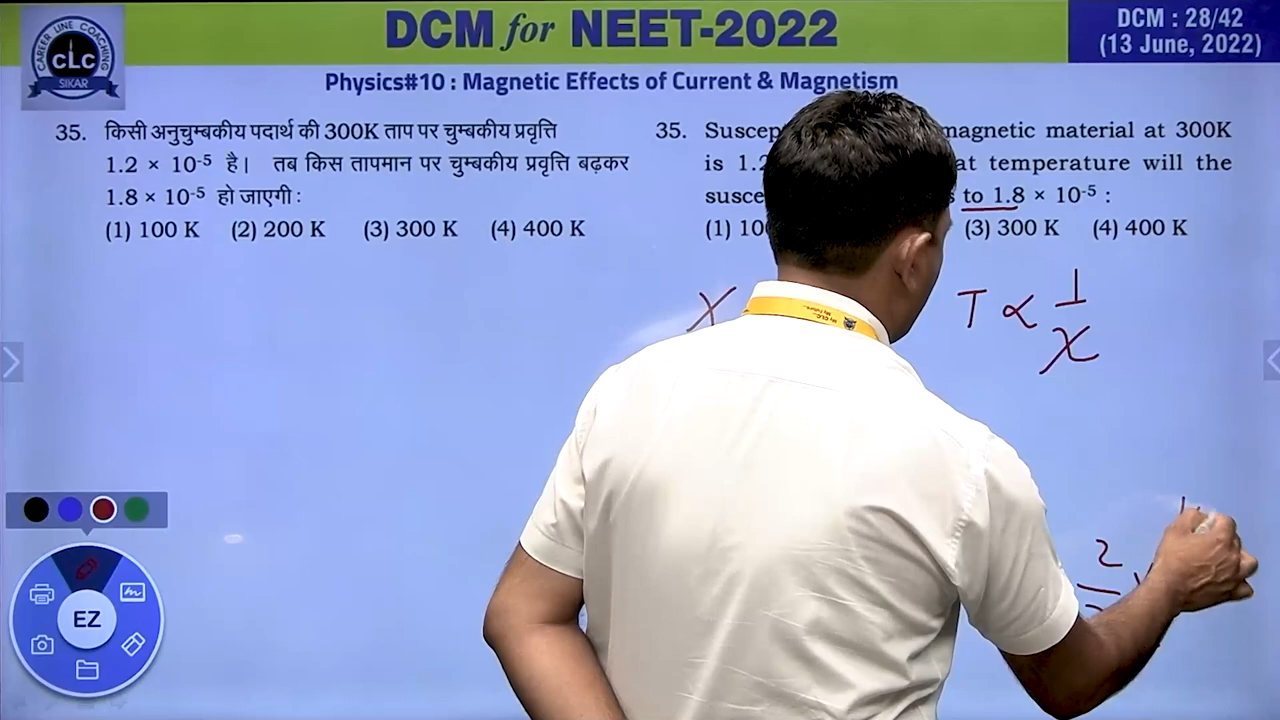 DCM for NEET-2022
DCM : 28/42
(13 June, 2022)
CAREER LINE COACHING
CLC
SIKAR
Physics#10 : Magnetic Effects of Current & Magnetism
35. किसी अनुचुम्बकीय पदार्थ की 300K ताप पर चुम्बकीय प्रवृत्ति
1.2 × 10-5 है। तब किस तापमान पर चुम्बकीय प्रवृत्ति बढ़कर
1.8 × 10-5 हो जाएगी :
(1) 100 K (2) 200 K (3) 300 K (4) 400 K
35. magnetic material at 300K
is at temperature will the
to 1.8 × 10-5 :
(1) (3) 300 K (4) 400 K
T ∝ 1/χ
2
EZ